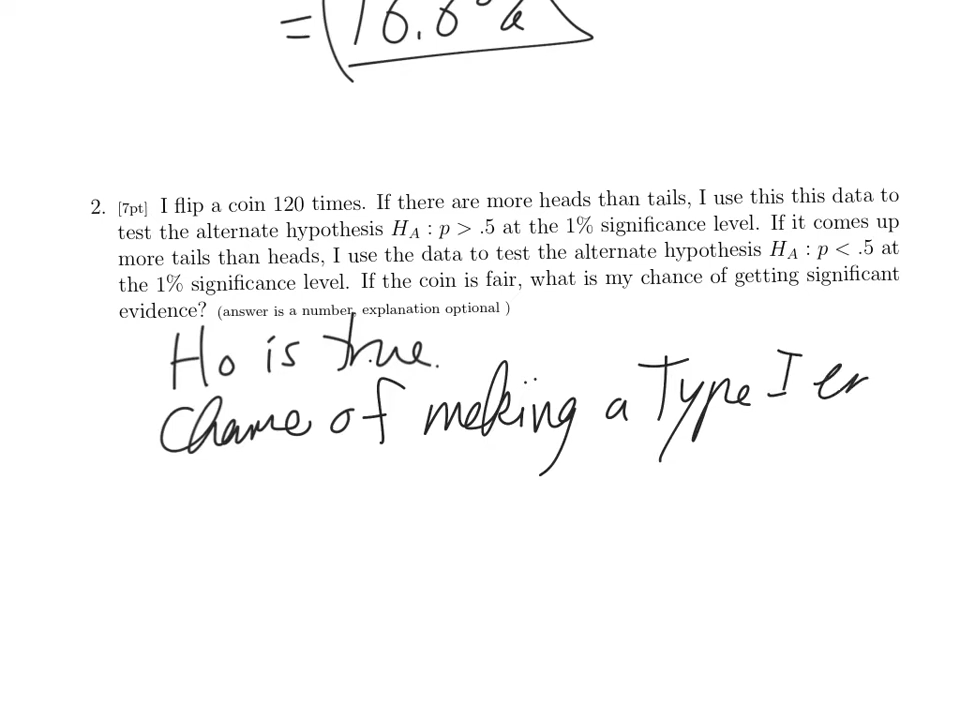 = 16.6%
2. [7pt] I flip a coin 120 times. If there are more heads than tails, I use this this data to
test the alternate hypothesis H_A : p > .5 at the 1% significance level. If it comes up
more tails than heads, I use the data to test the alternate hypothesis H_A : p < .5 at
the 1% significance level. If the coin is fair, what is my chance of getting significant
evidence? (answer is a number, explanation optional )
Ho is true.
Chance of making a Type I er